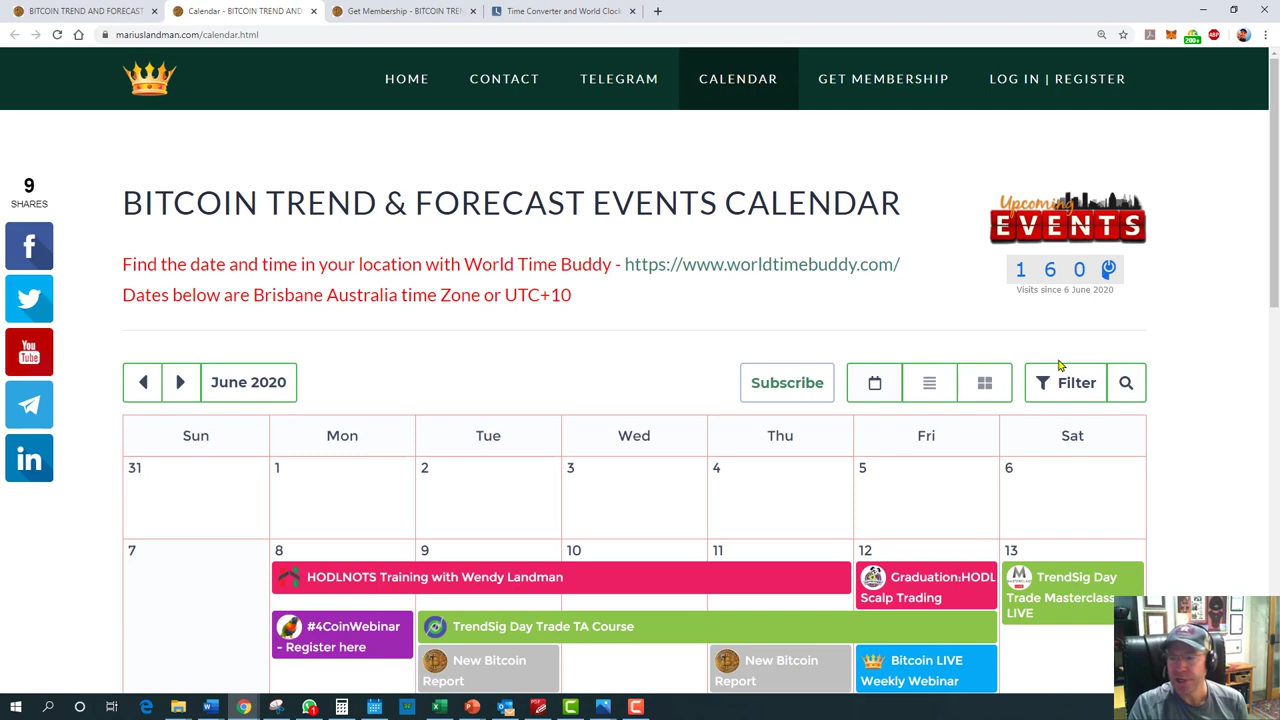 BITCOIN TREND AND FORECAST
Calendar - BITCOIN TREND AND
Get Membership - BITCOIN TREN
Time Converter and World Clock
mariuslandman.com/calendar.html
200+
ABP
HOME
CONTACT
TELEGRAM
CALENDAR
GET MEMBERSHIP
LOG IN | REGISTER
9
SHARES
You
Tube
in
BITCOIN TREND & FORECAST EVENTS CALENDAR
Upcoming
EVENTS
Find the date and time in your location with World Time Buddy - https://www.worldtimebuddy.com/
Dates below are Brisbane Australia time Zone or UTC+10
1 6 0
Visits since 6 June 2020
June 2020
Subscribe
Filter
Sun Mon Tue Wed Thu Fri Sat
31 1 2 3 4 5 6
7 8 9 10 11 12 13
HODLNOTS Training with Wendy Landman
Graduation:HODL
Scalp Trading
TrendSig Day
Trade Masterclass
LIVE
#4CoinWebinar
- Register here
TrendSig Day Trade TA Course
New Bitcoin
Report
New Bitcoin
Report
Bitcoin LIVE
Weekly Webinar